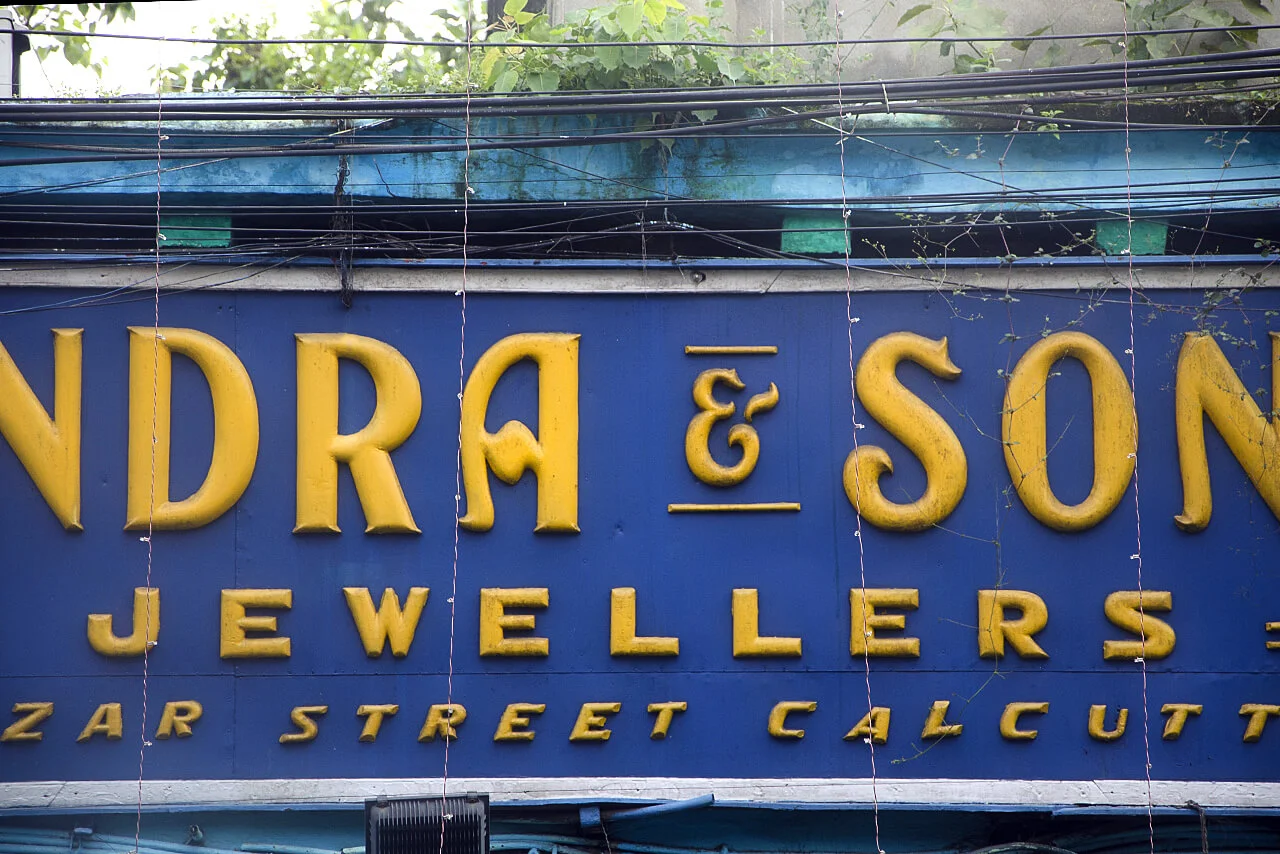 NDRA & SON
JEWELLERS
ZAR STREET CALCUTT